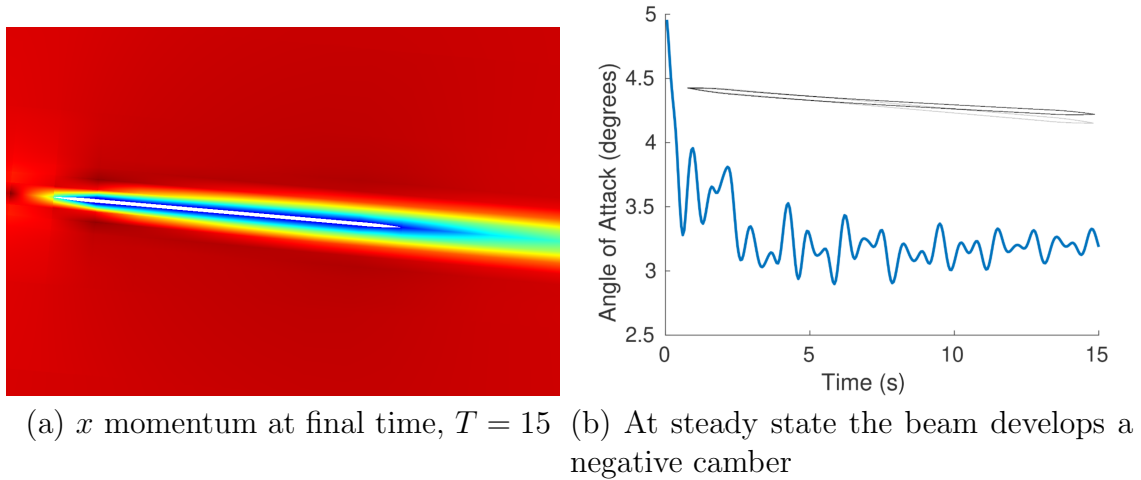 5
4.5
4
3.5
3
2.5
Angle of Attack (degrees)
0
5
10
15
Time (s)
(a) x momentum at final time, T = 15
(b) At steady state the beam develops a
negative camber